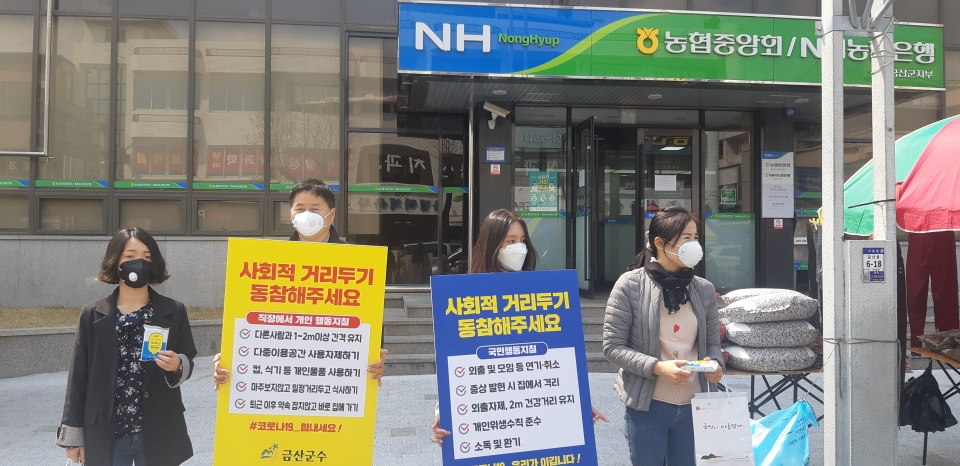 NH NongHyup
농협중앙회/N 농 은행
금산군지부
치과
사회적 거리두기
동참해주세요
직장에서 개인 행동지침
다른사람과 1~2m이상 간격 유지
다중이용공간 사용자제하기
컵, 식기 등 개인물품 사용하기
마주보지않고 일정거리두고 식사하기
퇴근 이후 약속 잡지않고 바로 집에 가기
#코로나19_힘내세요!
금산군수
사회적 거리두기
동참해주세요
국민행동지침
외출 및 모임 등 연기·취소
증상 발현 시 집에서 격리
외출자제, 2m 건강거리 유지
개인위생수칙 준수
소독 및 환기
우리가 이깁니다!
NH
6-18